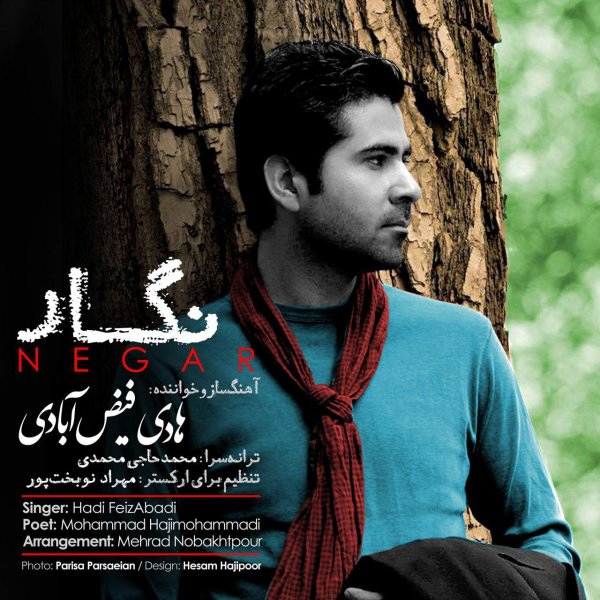 نگار
NEGAR
آهنگساز و خواننده:
هادی فیض آبادی
ترانه‌سرا: محمد حاجی محمدی
تنظیم برای ارکستر: مهراد نوبخت‌پور
Singer: Hadi FeizAbadi
Poet: Mohammad Hajimohammadi
Arrangement: Mehrad Nobakhtpour
Photo: Parisa Parsaeian / Design: Hesam Hajipoor